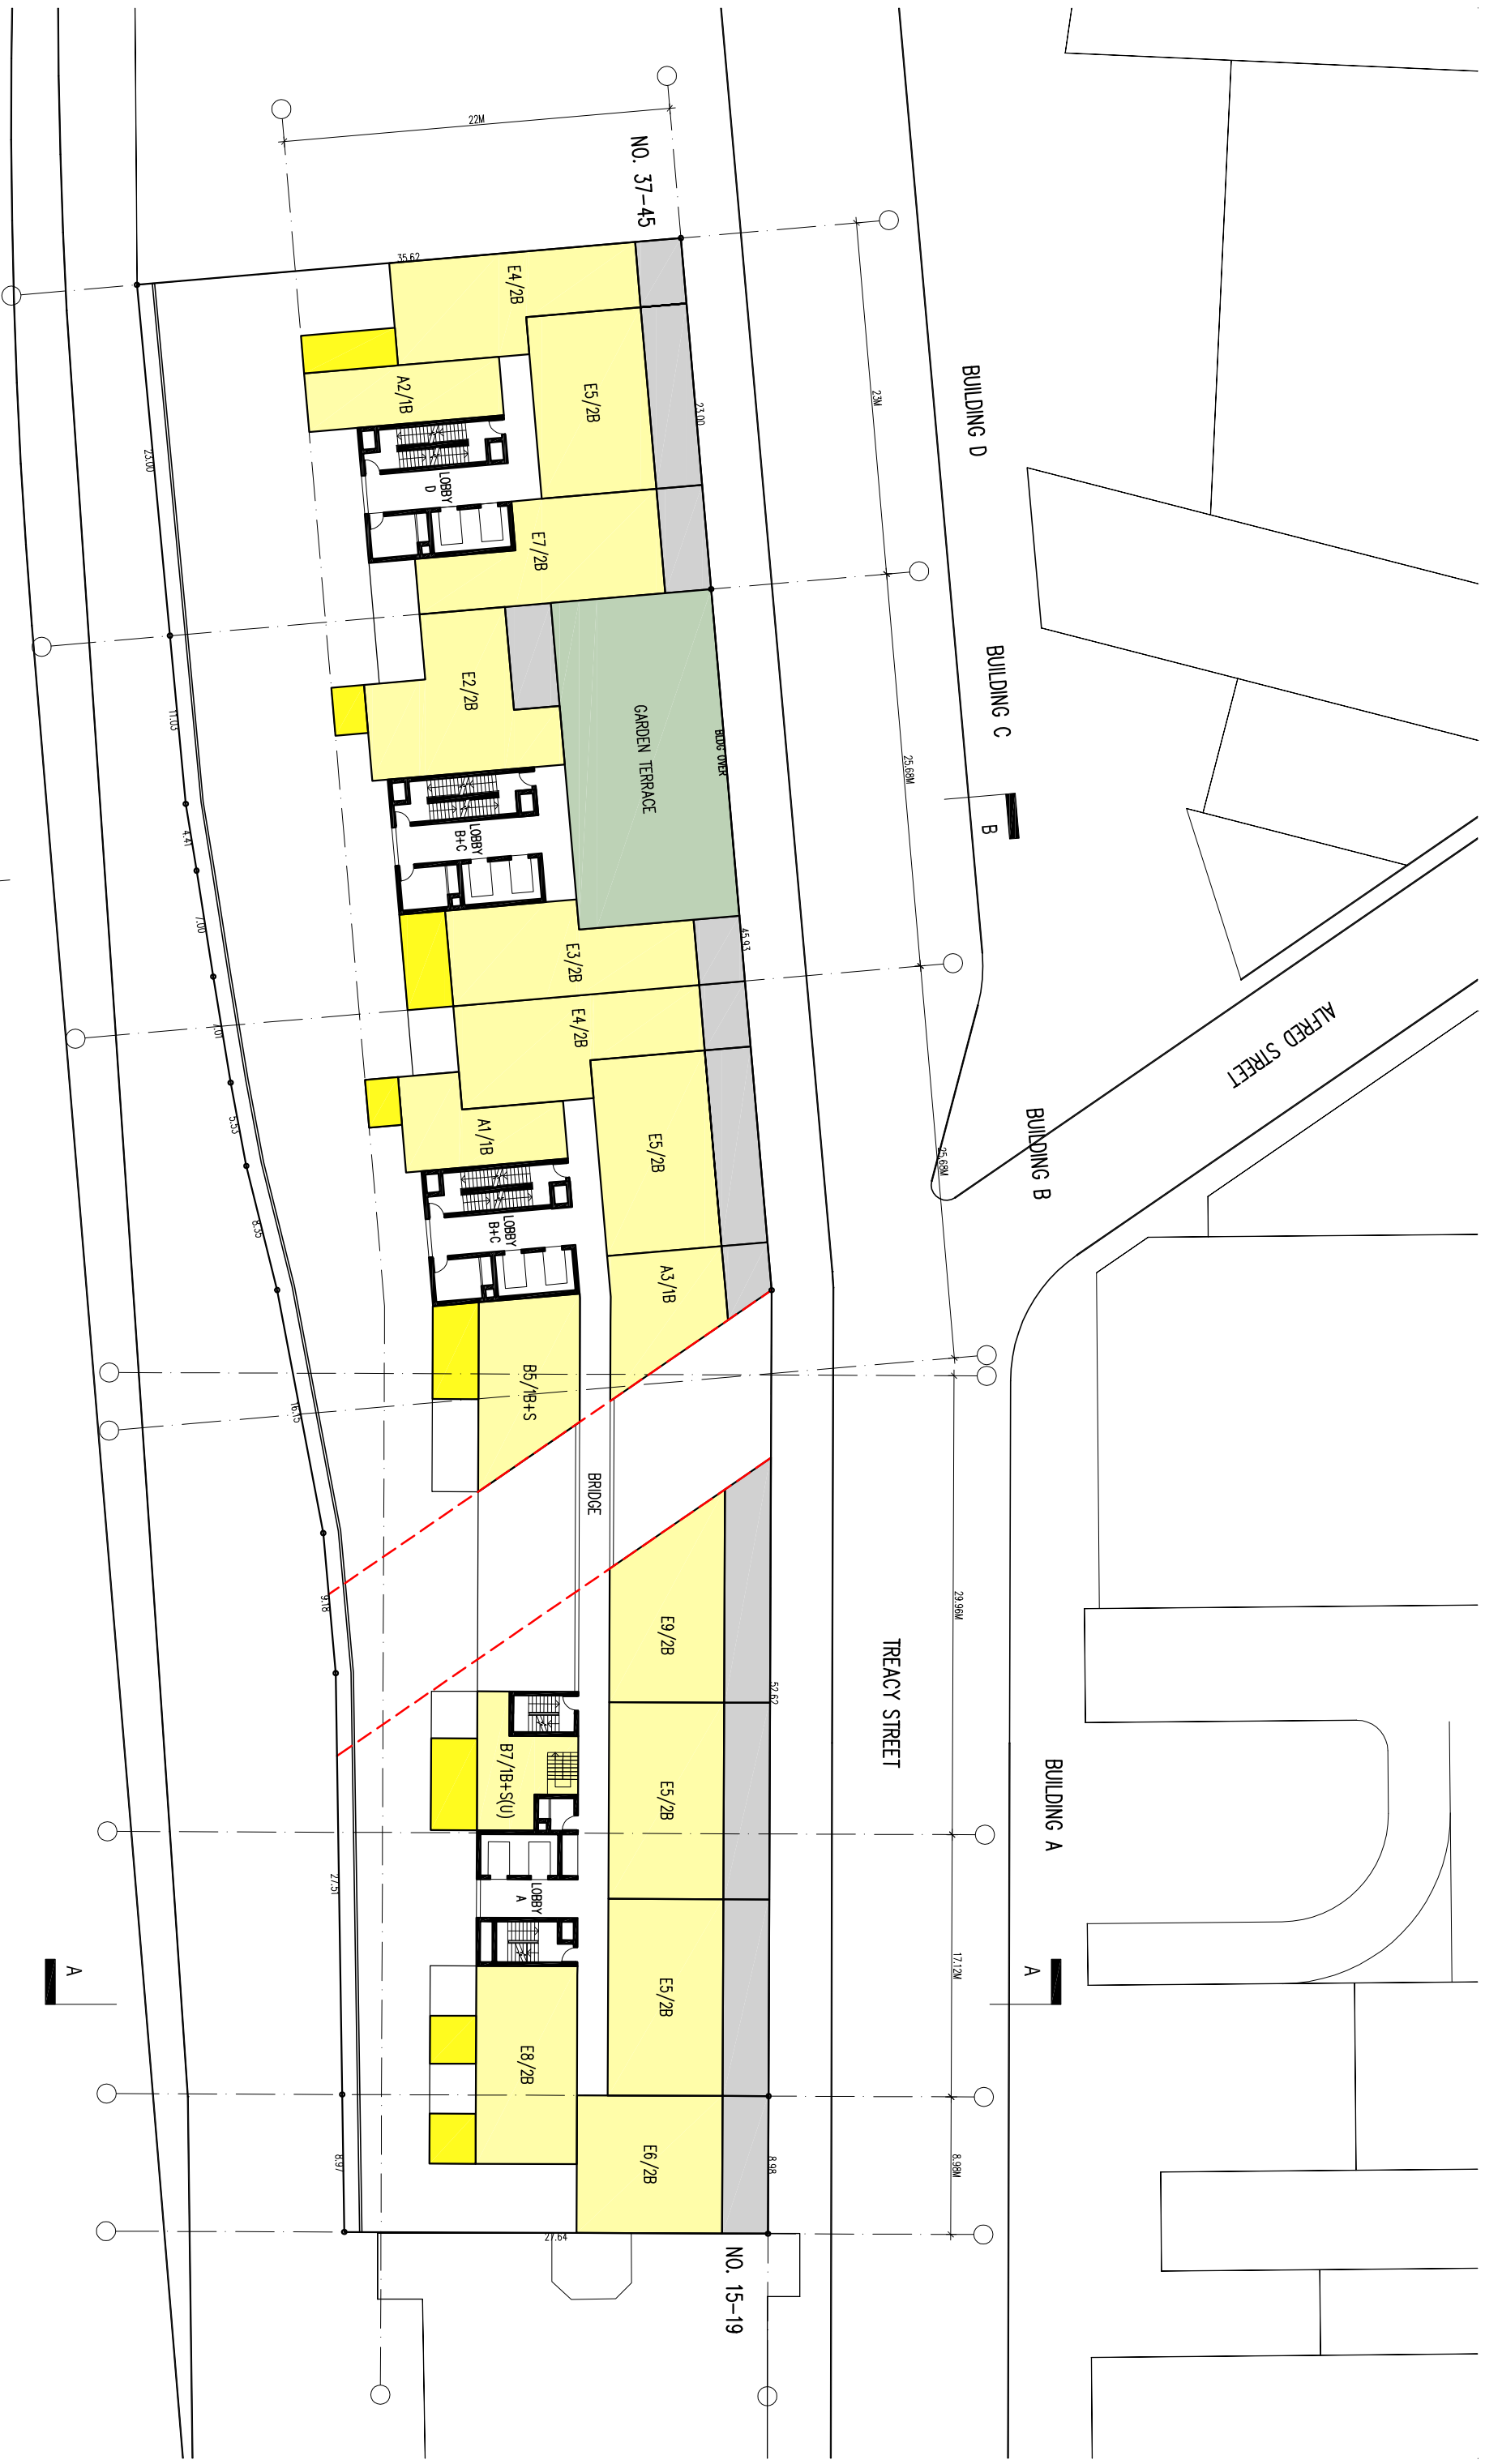 NO. 37-45
22M
35.62
E4/2B
E5/2B
23.00
A2/1B
LOBBY
D
E7/2B
23M
BUILDING D
23.00
E2/2B
GARDEN TERRACE
BLDG OVER
25.68M
BUILDING C
B
LOBBY
B+C
11.03
4.41
7.00
7.01
5.53
8.35
16.15
9.18
27.51
8.97
E3/2B
45.93
E4/2B
A1/1B
E5/2B
LOBBY
B+C
A3/1B
25.68M
BUILDING B
ALFRED STREET
B5/1B+S
BRIDGE
29.96M
E9/2B
52.62
TREACY STREET
B7/1B+S(U)
E5/2B
BUILDING A
LOBBY
A
E5/2B
17.12M
A
A
E8/2B
E6/2B
8.98
8.98M
27.64
NO. 15-19